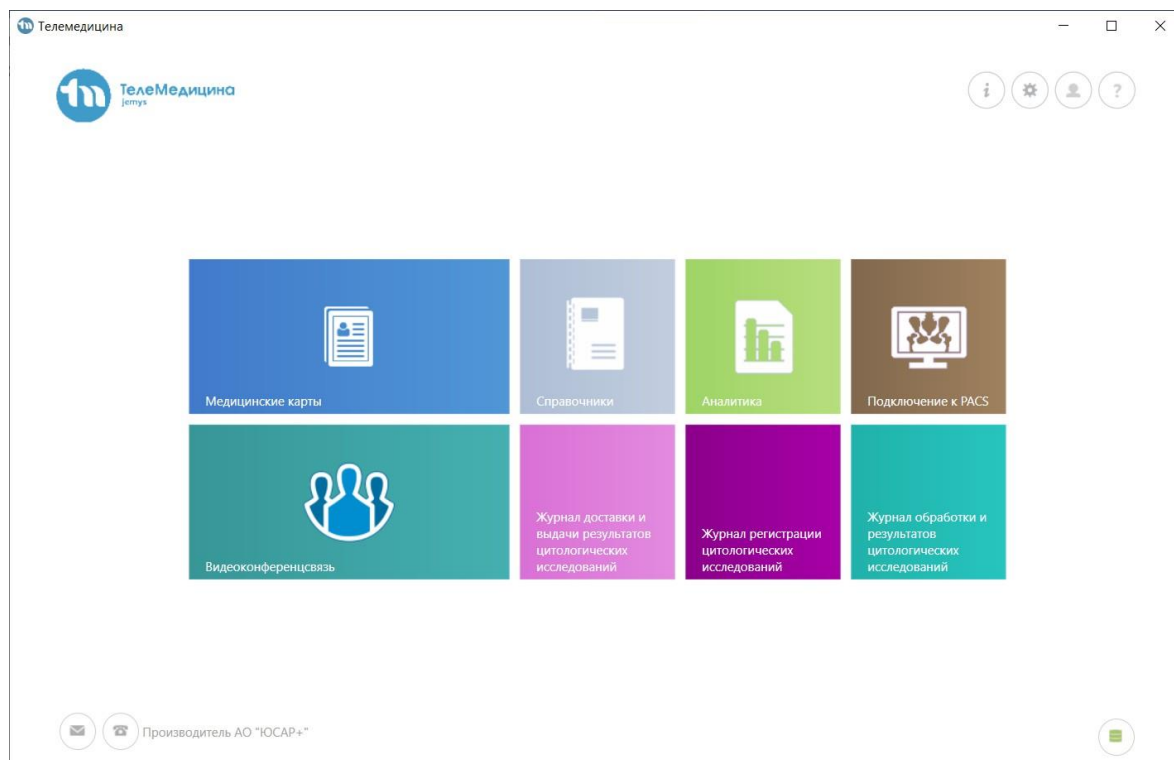 Телемедицина
ТелеМедицина
jemys
Медицинские карты
Справочники
Аналитика
Подключение к PACS
Видеоконференцсвязь
Журнал доставки и
выдачи результатов
цитологических
исследований
Журнал регистрации
цитологических
исследований
Журнал обработки и
результатов
цитологических
исследований
Производитель АО "ЮСАР+"